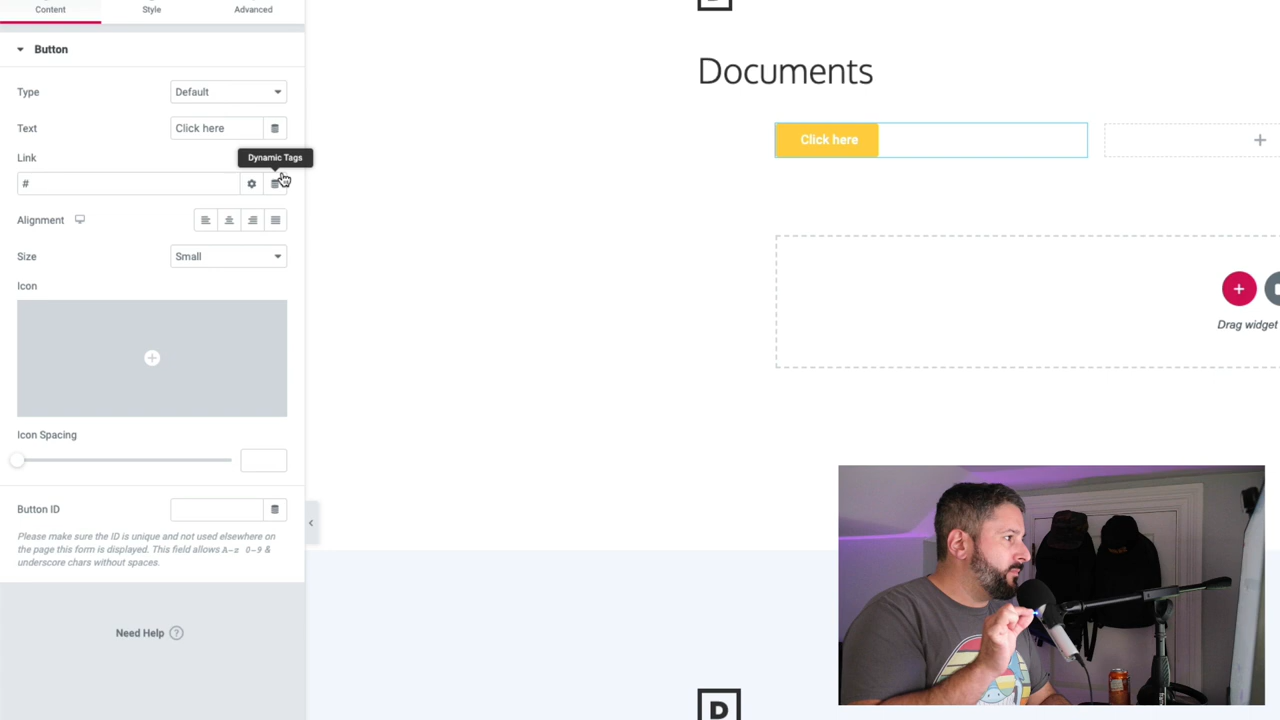 Content
Style
Advanced
Button
Type
Default
Text
Click here
Link
Dynamic Tags
#
Alignment
Size
Small
Icon
Icon Spacing
Button ID
Please make sure the ID is unique and not used elsewhere on
the page this form is displayed. This field allows A-z 0-9 &
underscore chars without spaces.
Need Help ?
Documents
Click here
Drag widget
D